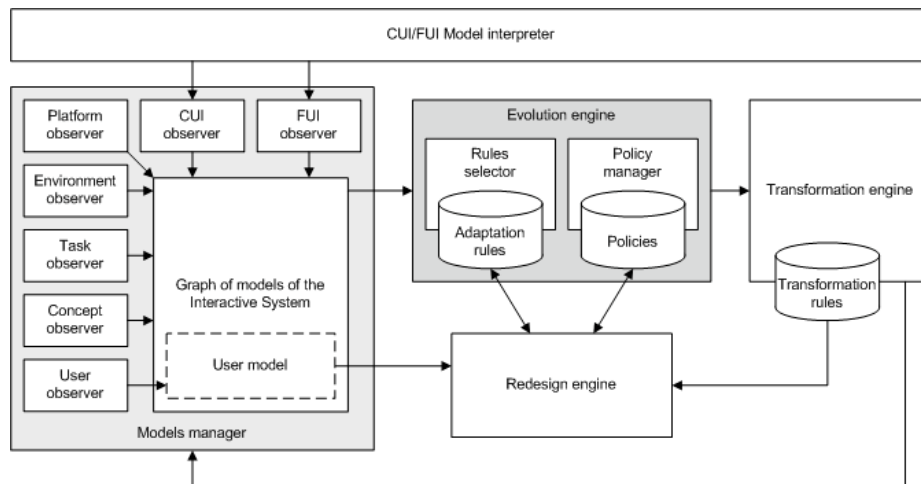 CUI/FUI Model interpreter
Platform
observer
CUI
observer
FUI
observer
Environment
observer
Task
observer
Concept
observer
User
observer
Graph of models of the
Interactive System
User model
Models manager
Evolution engine
Rules
selector
Adaptation
rules
Policy
manager
Policies
Transformation engine
Transformation
rules
Redesign engine